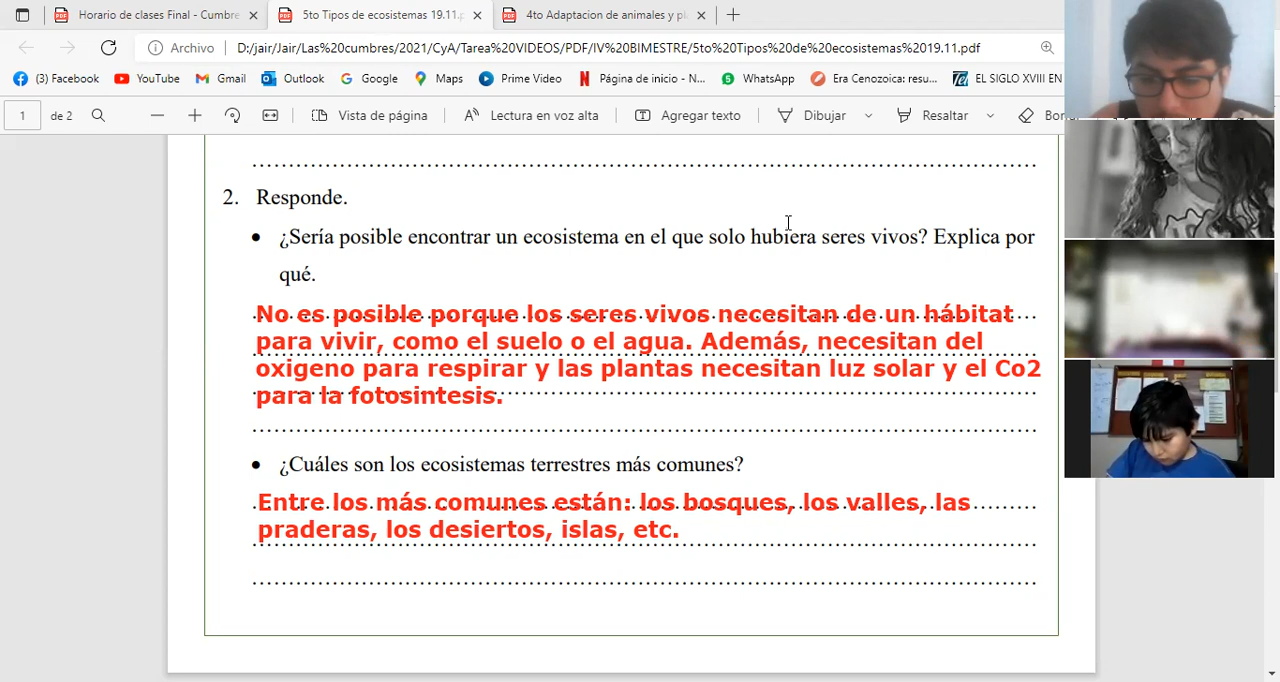 Horario de clases Final - Cumbre
5to Tipos de ecosistemas 19.11.p
4to Adaptacion de animales y pl
Archivo
D:/jair/Jair/Las%20cumbres/2021/CyA/Tarea%20VIDEOS/PDF/IV%20BIMESTRE/5to%20Tipos%20de%20ecosistemas%2019.11.pdf
(3) Facebook YouTube Gmail Outlook Google Maps Prime Video Página de inicio - N... WhatsApp Era Cenozoica: resu... EL SIGLO XVIII EN
1 de 2 Vista de página Lectura en voz alta Agregar texto Dibujar Resaltar
2. Responde.
• ¿Sería posible encontrar un ecosistema en el que solo hubiera seres vivos? Explica por
qué.
No es posible porque los seres vivos necesitan de un hábitat
para vivir, como el suelo o el agua. Además, necesitan del
oxigeno para respirar y las plantas necesitan luz solar y el Co2
para la fotosintesis.
• ¿Cuáles son los ecosistemas terrestres más comunes?
Entre los más comunes están: los bosques, los valles, las
praderas, los desiertos, islas, etc.